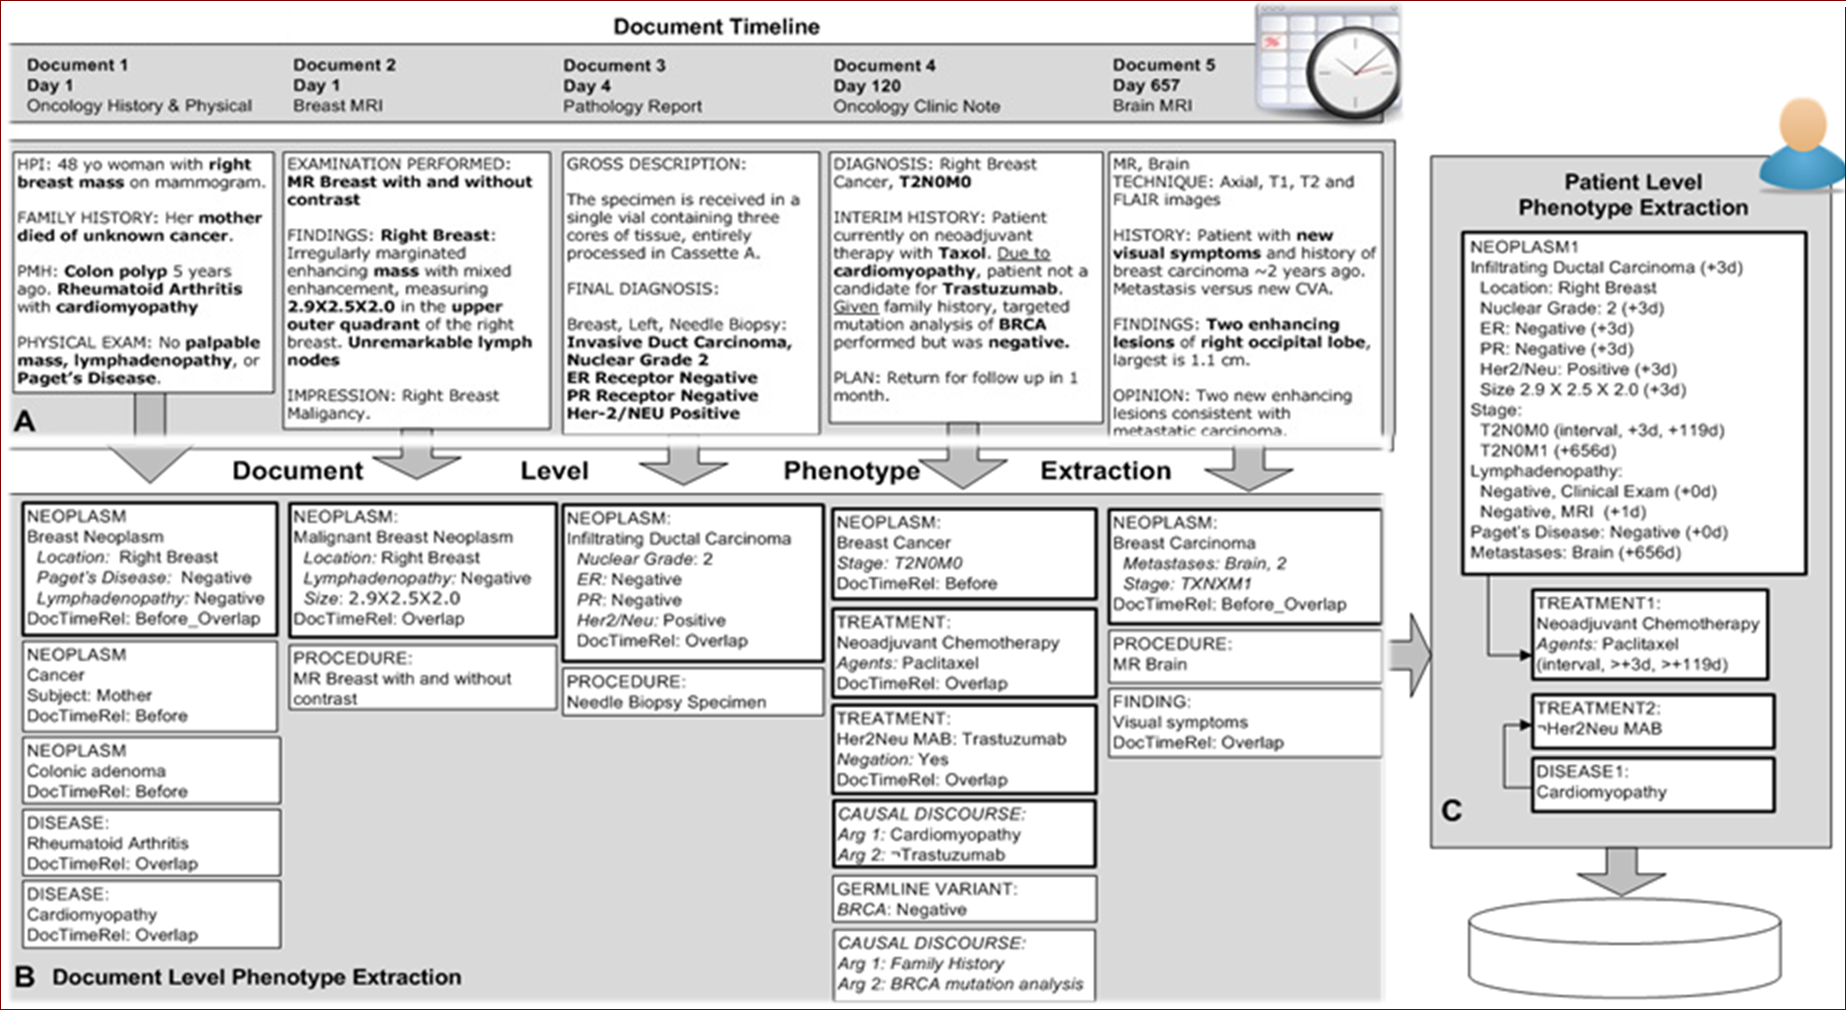 Document Timeline
Document 1
Day 1
Oncology History & Physical
Document 2
Day 1
Breast MRI
Document 3
Day 4
Pathology Report
Document 4
Day 120
Oncology Clinic Note
Document 5
Day 657
Brain MRI
HPI: 48 yo woman with right
breast mass on mammogram.
FAMILY HISTORY: Her mother
died of unknown cancer.
PMH: Colon polyp 5 years
ago. Rheumatoid Arthritis
with cardiomyopathy
PHYSICAL EXAM: No palpable
mass, lymphadenopathy, or
Paget's Disease.
EXAMINATION PERFORMED:
MR Breast with and without
contrast
FINDINGS: Right Breast:
Irregularly marginated
enhancing mass with mixed
enhancement, measuring
2.9X2.5X2.0 in the upper
outer quadrant of the right
breast. Unremarkable lymph
nodes
IMPRESSION: Right Breast
Maligancy.
GROSS DESCRIPTION:
The specimen is received in a
single vial containing three
cores of tissue, entirely
processed in Cassette A.
FINAL DIAGNOSIS:
Breast, Left, Needle Biopsy:
Invasive Duct Carcinoma,
Nuclear Grade 2
ER Receptor Negative
PR Receptor Negative
Her-2/NEU Positive
DIAGNOSIS: Right Breast
Cancer, T2N0M0
INTERIM HISTORY: Patient
currently on neoadjuvant
therapy with Taxol. Due to
cardiomyopathy, patient not a
candidate for Trastuzumab.
Given family history, targeted
mutation analysis of BRCA
performed but was negative.
PLAN: Return for follow up in 1
month.
MR, Brain
TECHNIQUE: Axial, T1, T2 and
FLAIR images
HISTORY: Patient with new
visual symptoms and history of
breast carcinoma ~2 years ago.
Metastasis versus new CVA.
FINDINGS: Two enhancing
lesions of right occipital lobe,
largest is 1.1 cm.
OPINION: Two new enhancing
lesions consistent with
metastatic carcinoma.
A
Document Level Phenotype Extraction
NEOPLASM
Breast Neoplasm
Location: Right Breast
Paget's Disease: Negative
Lymphadenopathy: Negative
DocTimeRel: Before_Overlap
NEOPLASM
Cancer
Subject: Mother
DocTimeRel: Before
NEOPLASM
Colonic adenoma
DocTimeRel: Before
DISEASE:
Rheumatoid Arthritis
DocTimeRel: Overlap
DISEASE:
Cardiomyopathy
DocTimeRel: Overlap
NEOPLASM:
Malignant Breast Neoplasm
Location: Right Breast
Lymphadenopathy: Negative
Size: 2.9X2.5X2.0
DocTimeRel: Overlap
PROCEDURE:
MR Breast with and without
contrast
NEOPLASM:
Infiltrating Ductal Carcinoma
Nuclear Grade: 2
ER: Negative
PR: Negative
Her2/Neu: Positive
DocTimeRel: Overlap
PROCEDURE:
Needle Biopsy Specimen
NEOPLASM:
Breast Cancer
Stage: T2N0M0
DocTimeRel: Before
TREATMENT:
Neoadjuvant Chemotherapy
Agents: Paclitaxel
DocTimeRel: Overlap
TREATMENT:
Her2Neu MAB: Trastuzumab
Negation: Yes
DocTimeRel: Overlap
CAUSAL DISCOURSE:
Arg 1: Cardiomyopathy
Arg 2: ¬Trastuzumab
GERMLINE VARIANT:
BRCA: Negative
CAUSAL DISCOURSE:
Arg 1: Family History
Arg 2: BRCA mutation analysis
NEOPLASM:
Breast Carcinoma
Metastases: Brain, 2
Stage: TXNXM1
DocTimeRel: Before_Overlap
PROCEDURE:
MR Brain
FINDING:
Visual symptoms
DocTimeRel: Overlap
B Document Level Phenotype Extraction
Patient Level
Phenotype Extraction
NEOPLASM1
Infiltrating Ductal Carcinoma (+3d)
Location: Right Breast
Nuclear Grade: 2 (+3d)
ER: Negative (+3d)
PR: Negative (+3d)
Her2/Neu: Positive (+3d)
Size 2.9 X 2.5 X 2.0 (+3d)
Stage:
T2N0M0 (interval, +3d, +119d)
T2N0M1 (+656d)
Lymphadenopathy:
Negative, Clinical Exam (+0d)
Negative, MRI (+1d)
Paget's Disease: Negative (+0d)
Metastases: Brain (+656d)
TREATMENT1:
Neoadjuvant Chemotherapy
Agents: Paclitaxel
(interval, >+3d, >+119d)
TREATMENT2:
¬Her2Neu MAB
DISEASE1:
Cardiomyopathy
C